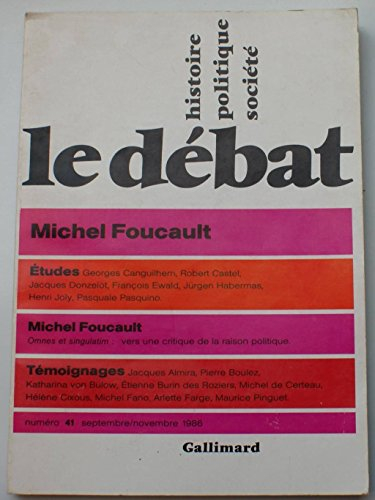 histoire
politique
société
le débat
Michel Foucault
Études Georges Canguilhem, Robert Castel,
Jacques Donzelot, François Ewald, Jürgen Habermas,
Henri Joly, Pasquale Pasquino.
Michel Foucault
Omnes et singulatim : vers une critique de la raison politique.
Témoignages Jacques Almira, Pierre Boulez,
Katharina von Bülow, Étienne Burin des Roziers, Michel de Certeau,
Hélène Cixous, Michel Fano, Arlette Farge, Maurice Pinguet.
numéro 41 septembre/novembre 1986
Gallimard